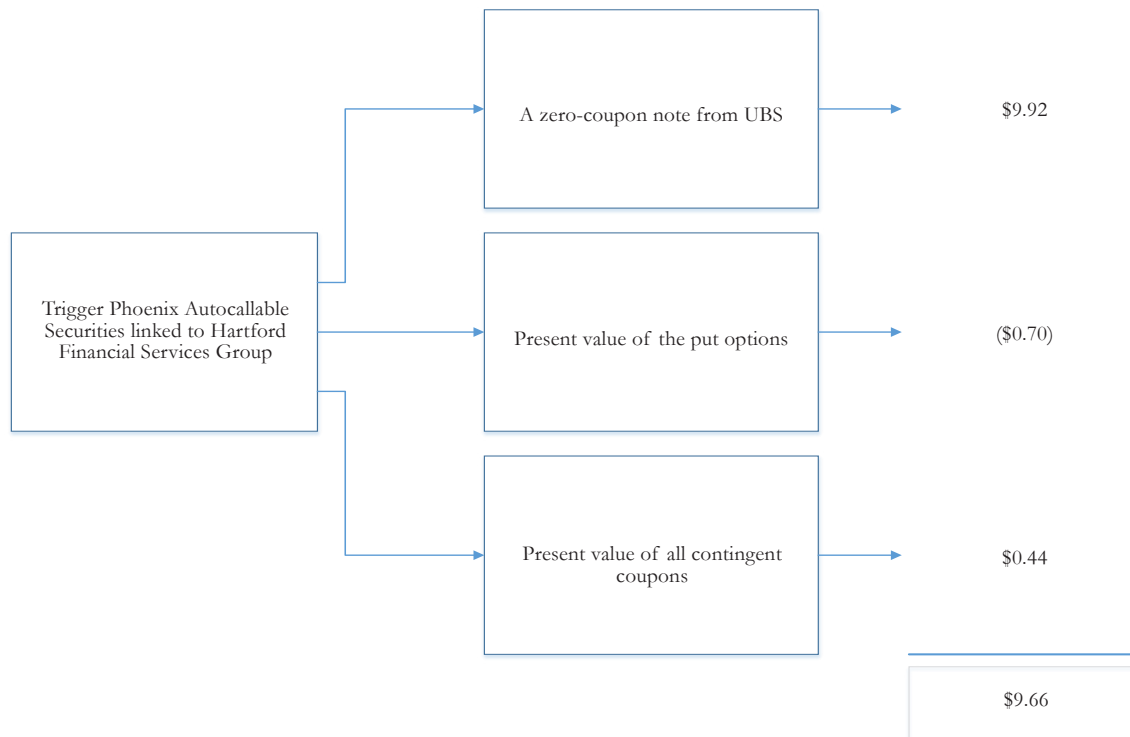 A zero-coupon note from UBS
$9.92
Trigger Phoenix Autocallable
Securities linked to Hartford
Financial Services Group
Present value of the put options
($0.70)
Present value of all contingent
coupons
$0.44
$9.66